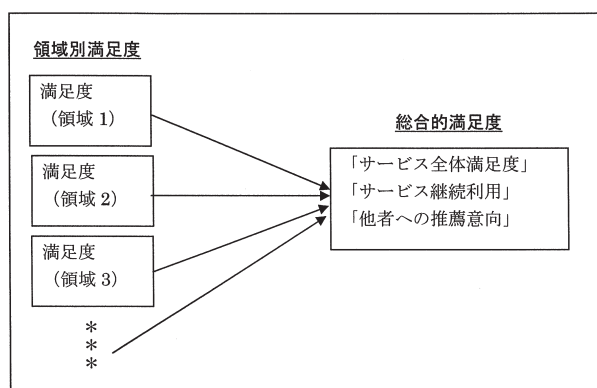 領域別満足度
満足度
（領域 1）
満足度
（領域 2）
満足度
（領域 3）
＊
＊
＊
総合的満足度
「サービス全体満足度」
「サービス継続利用」
「他者への推薦意向」